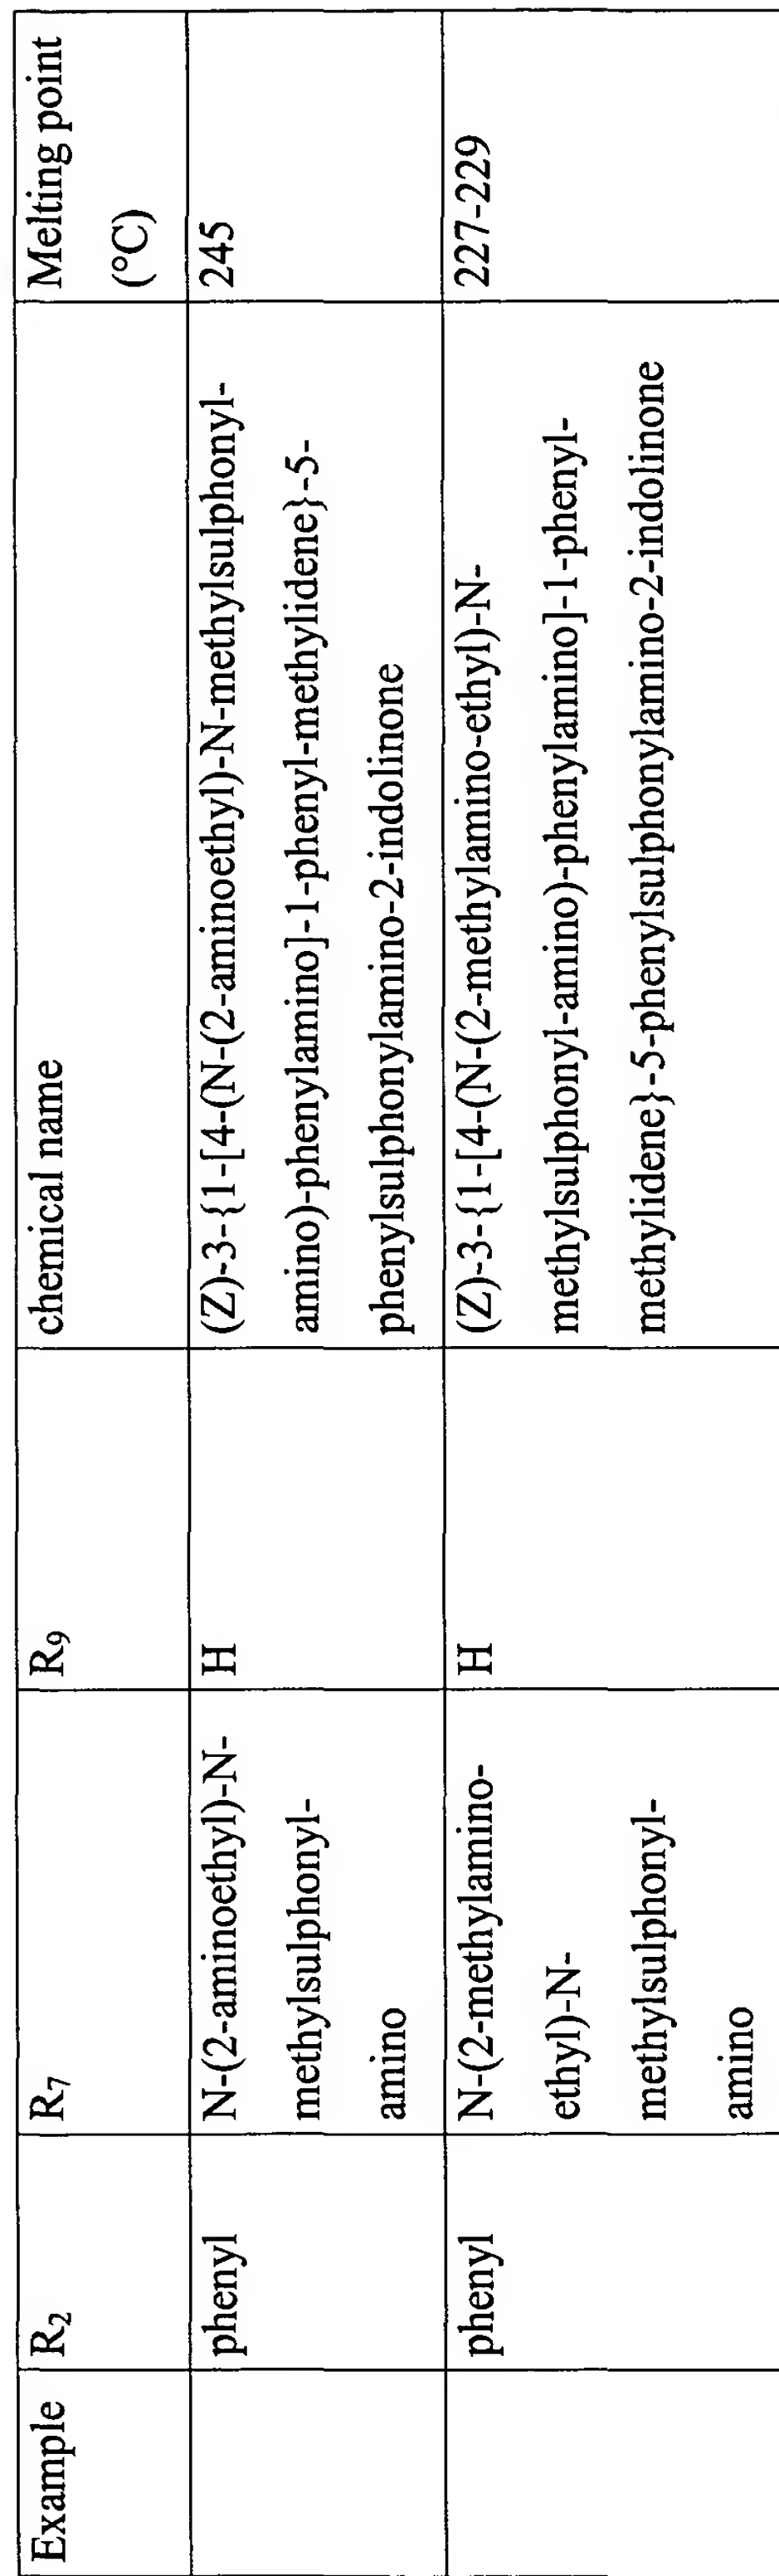 Example R₂ R₇ R₉ chemical name Melting point
(°C)
phenyl N-(2-aminoethyl)-N- H (Z)-3-{1-[4-(N-(2-aminoethyl)-N-methylsulphonyl- 245
methylsulphonyl- amino)-phenylamino]-1-phenyl-methylidene}-5-
amino phenylsulphonylamino-2-indolinone
phenyl N-(2-methylamino- H (Z)-3-{1-[4-(N-(2-methylamino-ethyl)-N- 227-229
ethyl)-N- methylsulphonyl-amino)-phenylamino]-1-phenyl-
methylsulphonyl- methylidene}-5-phenylsulphonylamino-2-indolinone
amino